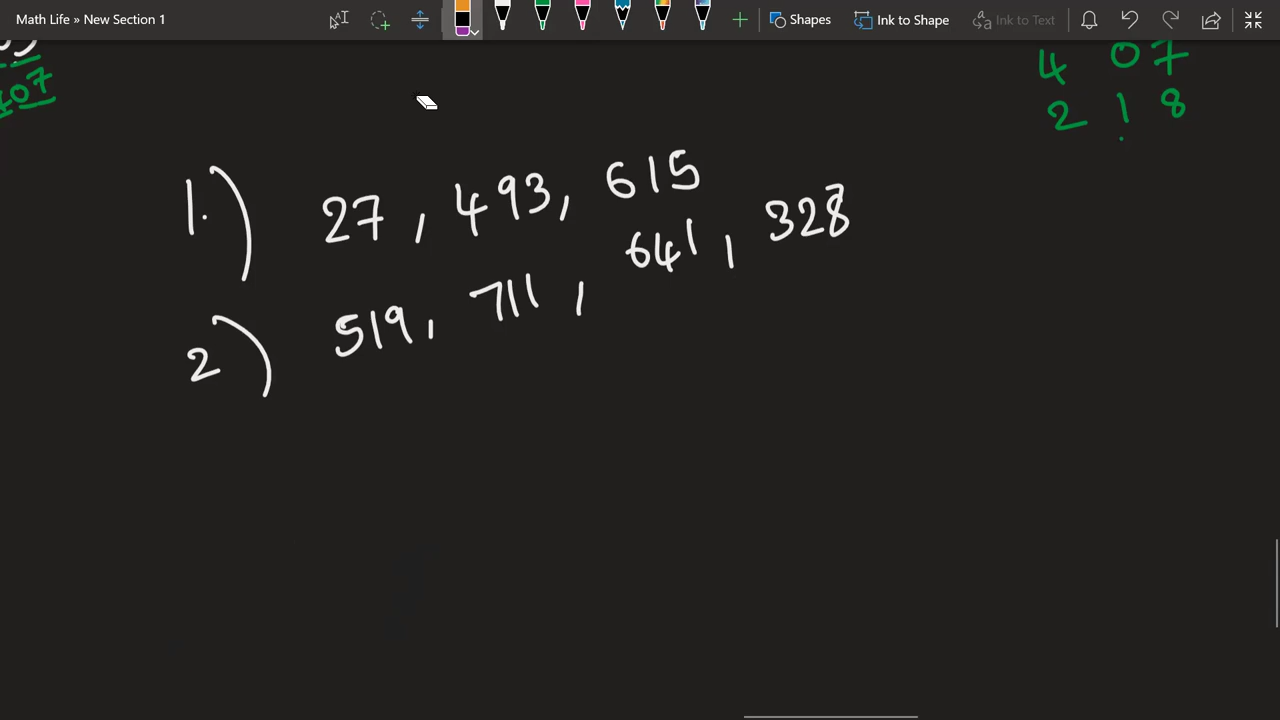 Math Life » New Section 1
Shapes
Ink to Shape
Ink to Text
07
4 07
2 1 8
1.) 27, 493, 615
2) 519, 711, 641, 328